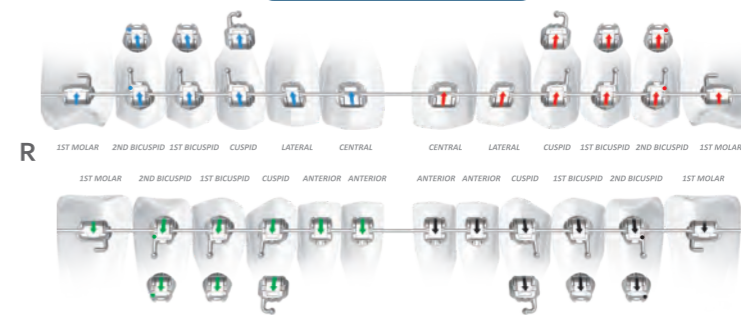 1ST MOLAR 2ND BICUSPID 1ST BICUSPID CUSPID LATERAL CENTRAL CENTRAL LATERAL CUSPID 1ST BICUSPID 2ND BICUSPID 1ST MOLAR
R
1ST MOLAR 2ND BICUSPID 1ST BICUSPID CUSPID ANTERIOR ANTERIOR ANTERIOR ANTERIOR CUSPID 1ST BICUSPID 2ND BICUSPID 1ST MOLAR